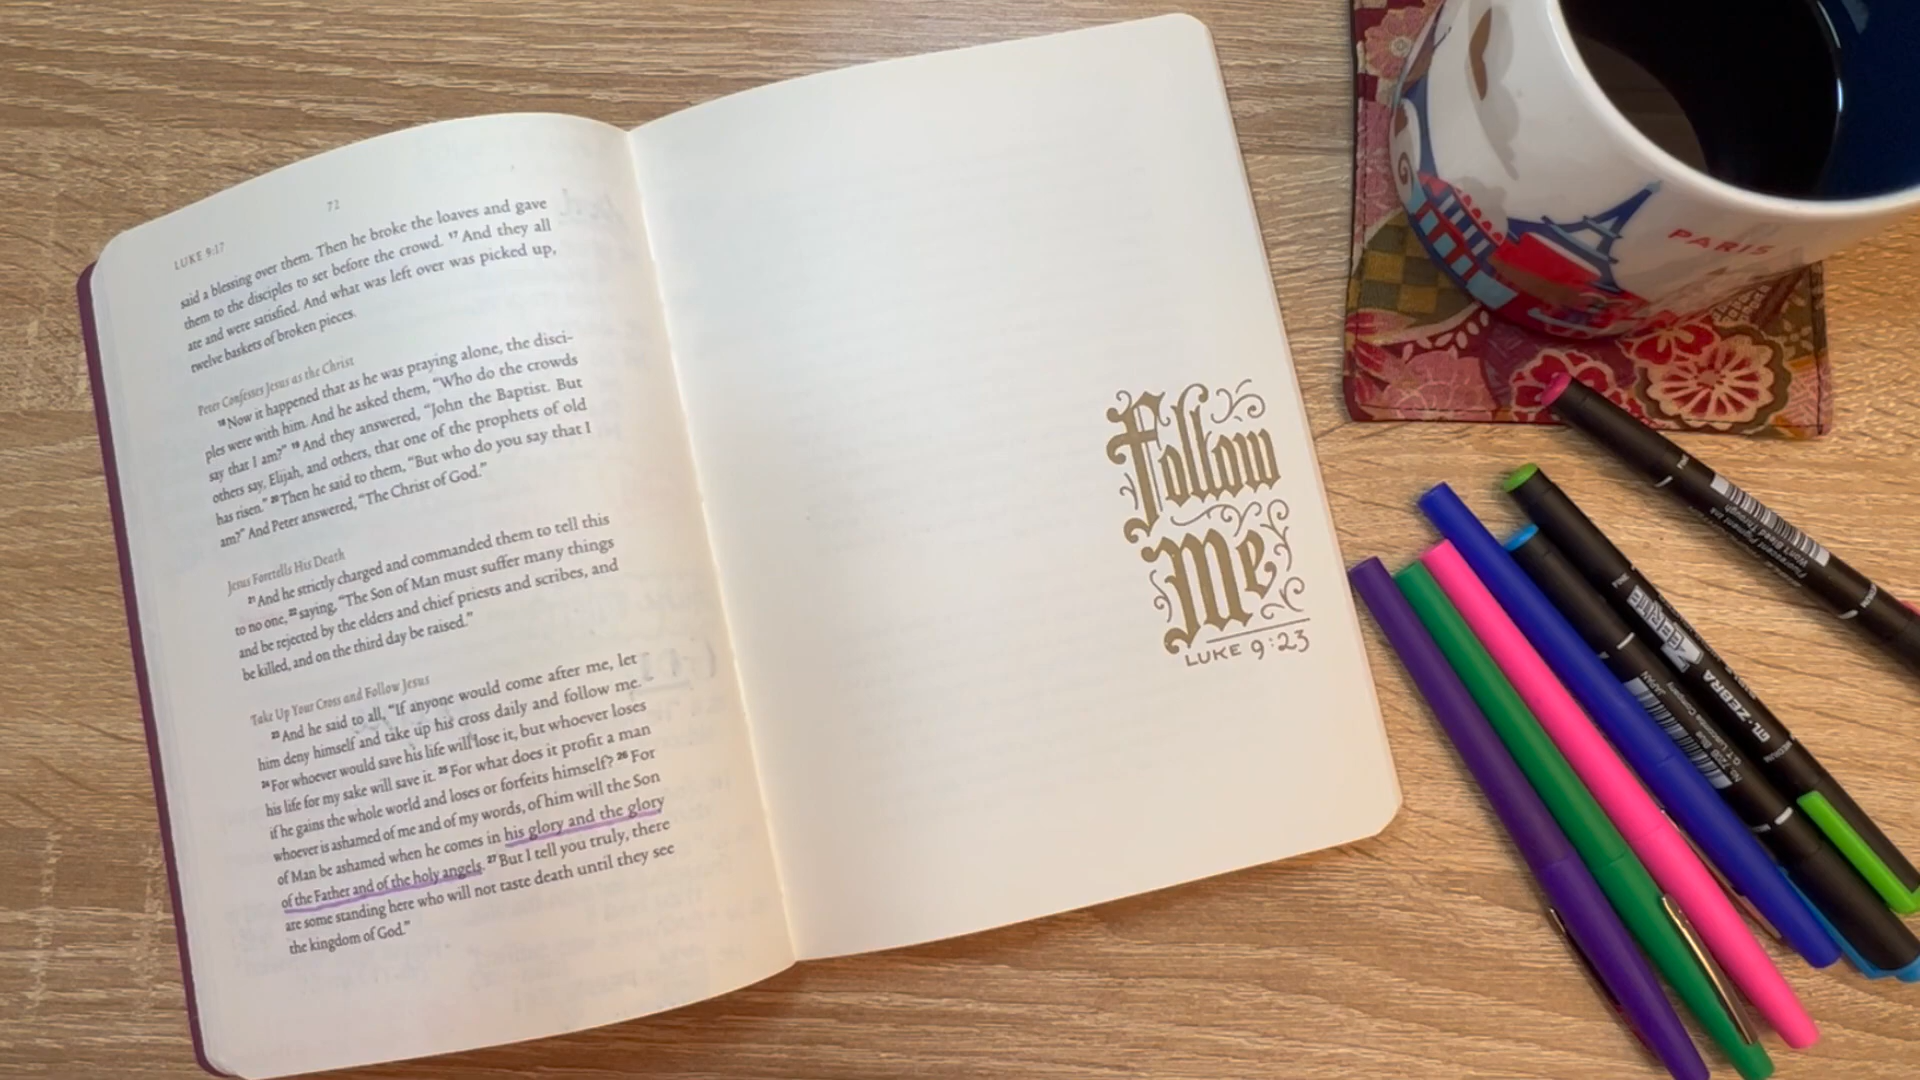 72
LUKE 9:17
said a blessing over them. Then he broke the loaves and gave
them to the disciples to set before the crowd. 17 And they all
ate and were satisfied. And what was left over was picked up,
twelve baskets of broken pieces.
Peter Confesses Jesus as the Christ
18 Now it happened that as he was praying alone, the disci-
ples were with him. And he asked them, “Who do the crowds
say that I am?” 19 And they answered, “John the Baptist. But
others say, Elijah, and others, that one of the prophets of old
has risen.” 20 Then he said to them, “But who do you say that I
am?” And Peter answered, “The Christ of God.”
Jesus Foretells His Death
21 And he strictly charged and commanded them to tell this
to no one, 22 saying, “The Son of Man must suffer many things
and be rejected by the elders and chief priests and scribes, and
be killed, and on the third day be raised.”
Take Up Your Cross and Follow Jesus
23 And he said to all, “If anyone would come after me, let
him deny himself and take up his cross daily and follow me.
24 For whoever would save his life will lose it, but whoever loses
his life for my sake will save it. 25 For what does it profit a man
if he gains the whole world and loses or forfeits himself? 26 For
whoever is ashamed of me and of my words, of him will the Son
of Man be ashamed when he comes in his glory and the glory
of the Father and of the holy angels. 27 But I tell you truly, there
are some standing here who will not taste death until they see
the kingdom of God.”
Follow
Me
LUKE 9:23
PARIS
ZEBRITE
ZEBRA
JAPAN